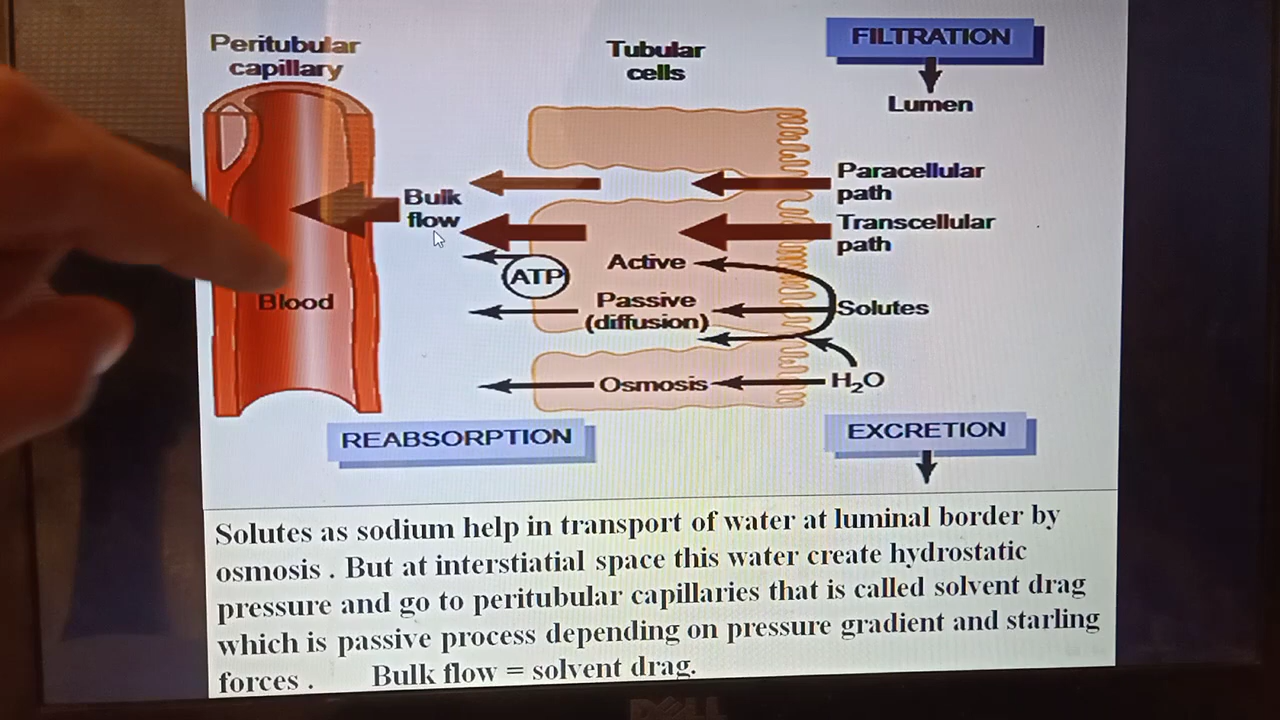 Peritubular
capillary
Tubular
cells
FILTRATION
Lumen
Paracellular
path
Bulk
flow
Transcellular
path
Active
ATP
Blood
Passive
(diffusion)
Solutes
Osmosis
H₂O
REABSORPTION
EXCRETION
Solutes as sodium help in transport of water at luminal border by
osmosis . But at interstiatial space this water create hydrostatic
pressure and go to peritubular capillaries that is called solvent drag
which is passive process depending on pressure gradient and starling
forces . Bulk flow = solvent drag.
DELL